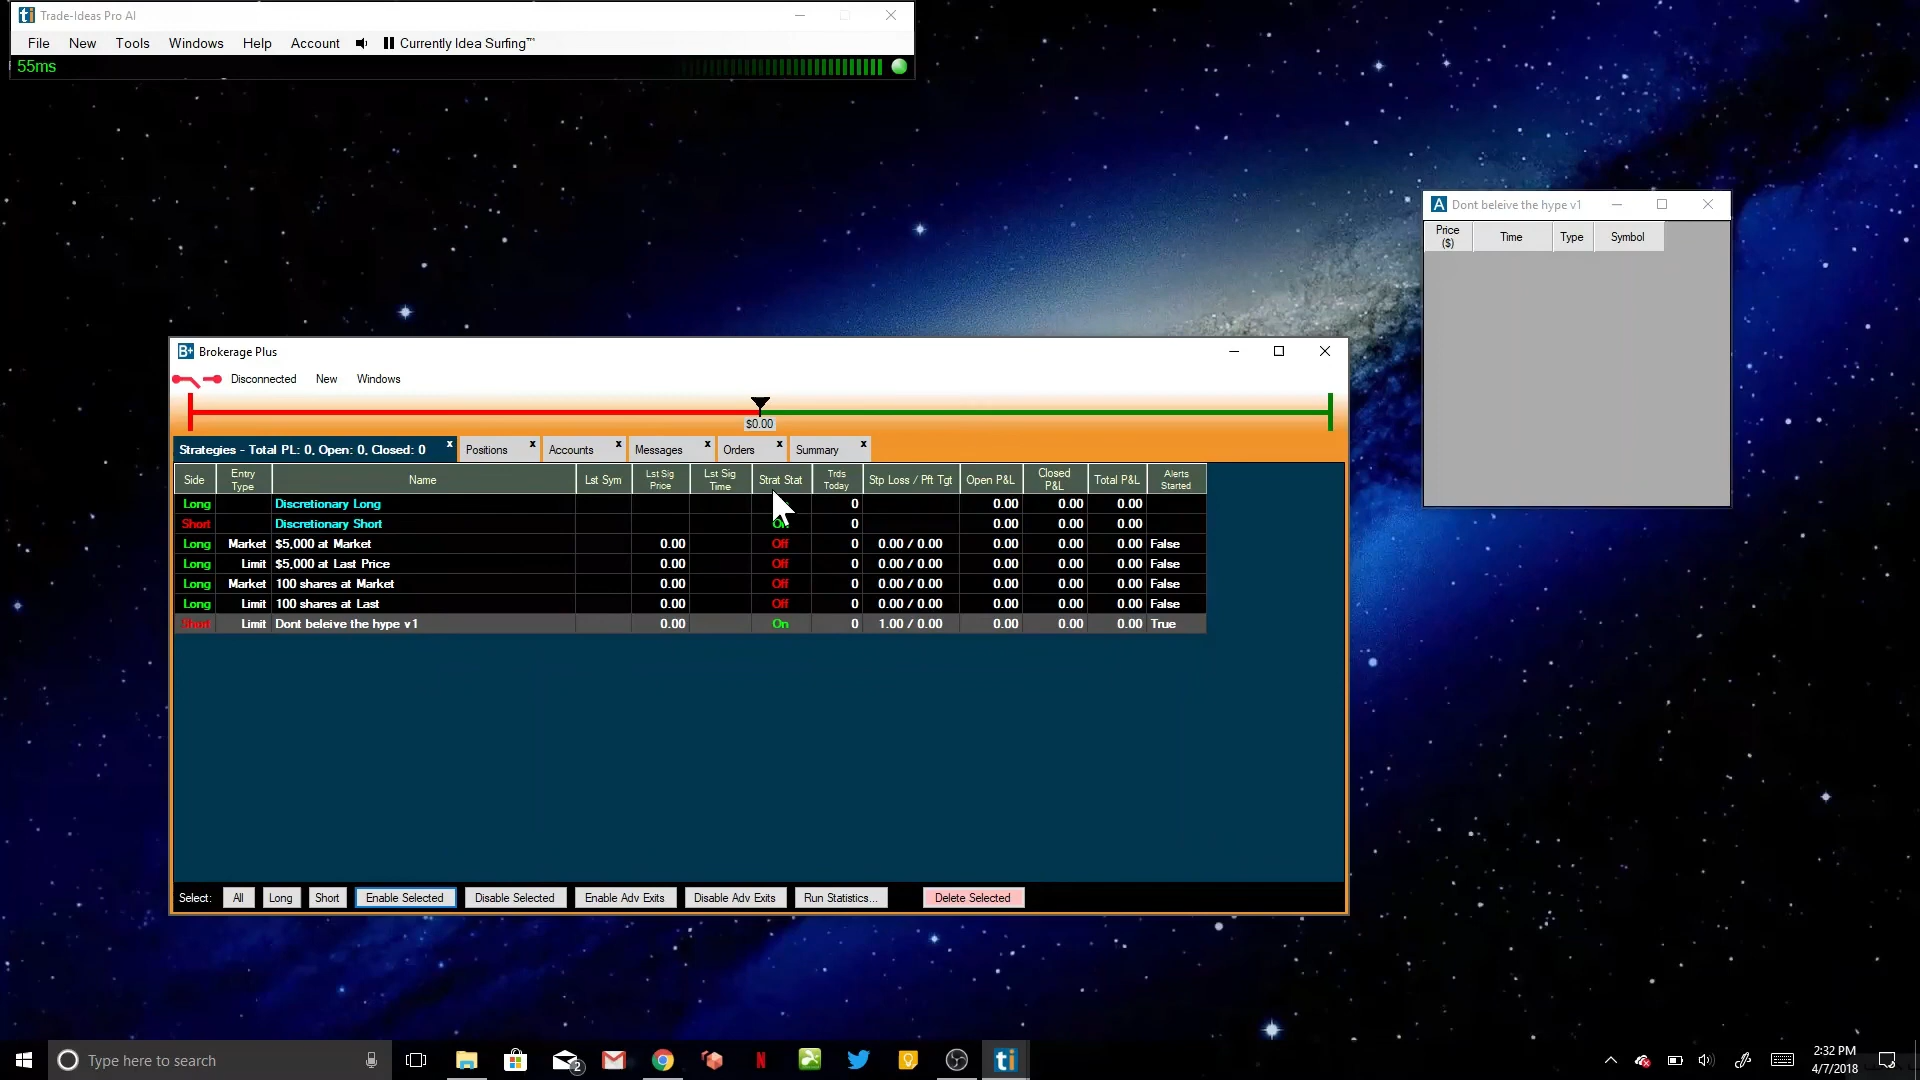 Trade-Ideas Pro AI
File New Tools Windows Help Account Currently Idea Surfing™
55ms
A Dont beleive the hype v1
Price ($) Time Type Symbol
B+ Brokerage Plus
Disconnected New Windows
$0.00
Strategies - Total PL: 0, Open: 0, Closed: 0 x Positions x Accounts x Messages x Orders x Summary x
Side Entry Type Name Lst Sym Lst Sig Price Lst Sig Time Strat Stat Trds Today Stp Loss / Pft Tgt Open P&L Closed P&L Total P&L Alerts Started
Long Discretionary Long 0 0.00 0.00 0.00
Short Discretionary Short On 0 0.00 0.00 0.00
Long Market $5,000 at Market 0.00 Off 0 0.00 / 0.00 0.00 0.00 0.00 False
Long Limit $5,000 at Last Price 0.00 Off 0 0.00 / 0.00 0.00 0.00 0.00 False
Long Market 100 shares at Market 0.00 Off 0 0.00 / 0.00 0.00 0.00 0.00 False
Long Limit 100 shares at Last 0.00 Off 0 0.00 / 0.00 0.00 0.00 0.00 False
Short Limit Dont beleive the hype v1 0.00 On 0 1.00 / 0.00 0.00 0.00 0.00 True
Select: All Long Short Enable Selected Disable Selected Enable Adv Exits Disable Adv Exits Run Statistics... Delete Selected
Type here to search 2 N ti 2:32 PM
4/7/2018